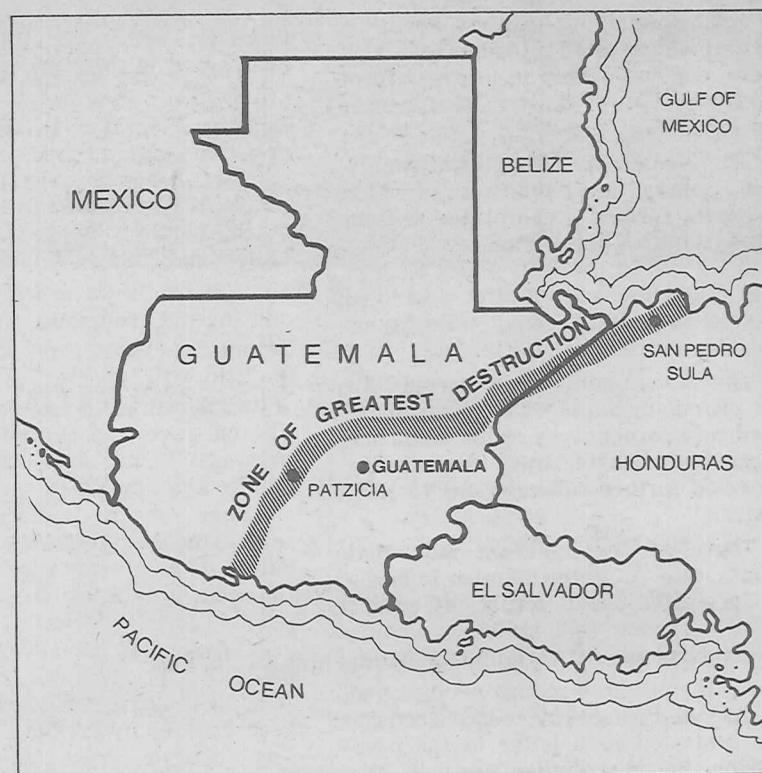 GULF OF
MEXICO
BELIZE
MEXICO
GUATEMALA
ZONE OF GREATEST DESTRUCTION
SAN PEDRO
SULA
GUATEMALA
PATZICIA
HONDURAS
EL SALVADOR
PACIFIC OCEAN